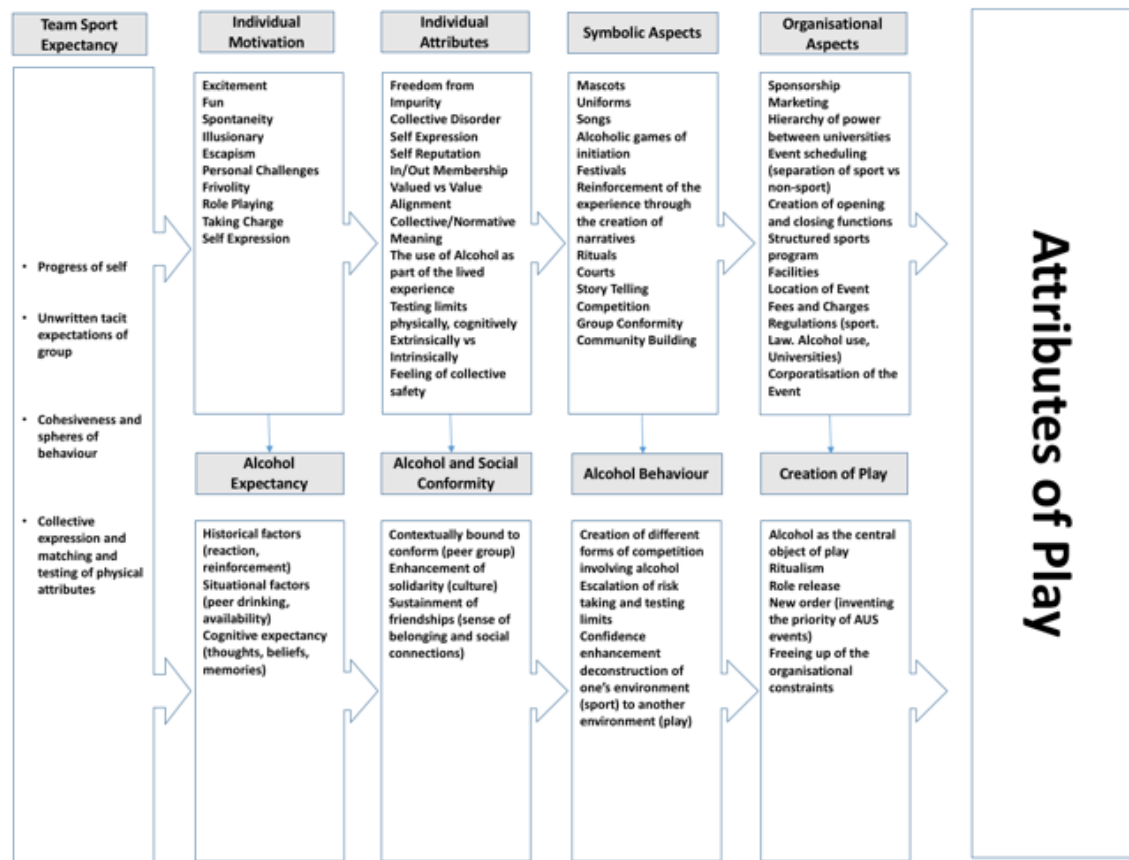 Team Sport
Expectancy
• Progress of self
• Unwritten tacit
expectations of
group
• Cohesiveness and
spheres of
behaviour
• Collective
expression and
matching and
testing of physical
attributes
Individual
Motivation
Excitement
Fun
Spontaneity
Illusionary
Escapism
Personal Challenges
Frivolity
Role Playing
Taking Charge
Self Expression
Individual
Attributes
Freedom from
Impurity
Collective Disorder
Self Expression
Self Reputation
In/Out Membership
Valued vs Value
Alignment
Collective/Normative
Meaning
The use of Alcohol as
part of the lived
experience
Testing limits
physically, cognitively
Extrinsically vs
Intrinsically
Feeling of collective
safety
Symbolic Aspects
Mascots
Uniforms
Songs
Alcoholic games of
initiation
Festivals
Reinforcement of the
experience through
the creation of
narratives
Rituals
Courts
Story Telling
Competition
Group Conformity
Community Building
Organisational
Aspects
Sponsorship
Marketing
Hierarchy of power
between universities
Event scheduling
(separation of sport vs
non-sport)
Creation of opening
and closing functions
Structured sports
program
Facilities
Location of Event
Fees and Charges
Regulations (sport.
Law. Alcohol use,
Universities)
Corporatisation of the
Event
Alcohol
Expectancy
Historical factors
(reaction,
reinforcement)
Situational factors
(peer drinking,
availability)
Cognitive expectancy
(thoughts, beliefs,
memories)
Alcohol and Social
Conformity
Contextually bound to
conform (peer group)
Enhancement of
solidarity (culture)
Sustainment of
friendships (sense of
belonging and social
connections)
Alcohol Behaviour
Creation of different
forms of competition
involving alcohol
Escalation of risk
taking and testing
limits
Confidence
enhancement
deconstruction of
one's environment
(sport) to another
environment (play)
Creation of Play
Alcohol as the central
object of play
Ritualism
Role release
New order (inventing
the priority of AUS
events)
Freeing up of the
organisational
constraints
Attributes of Play